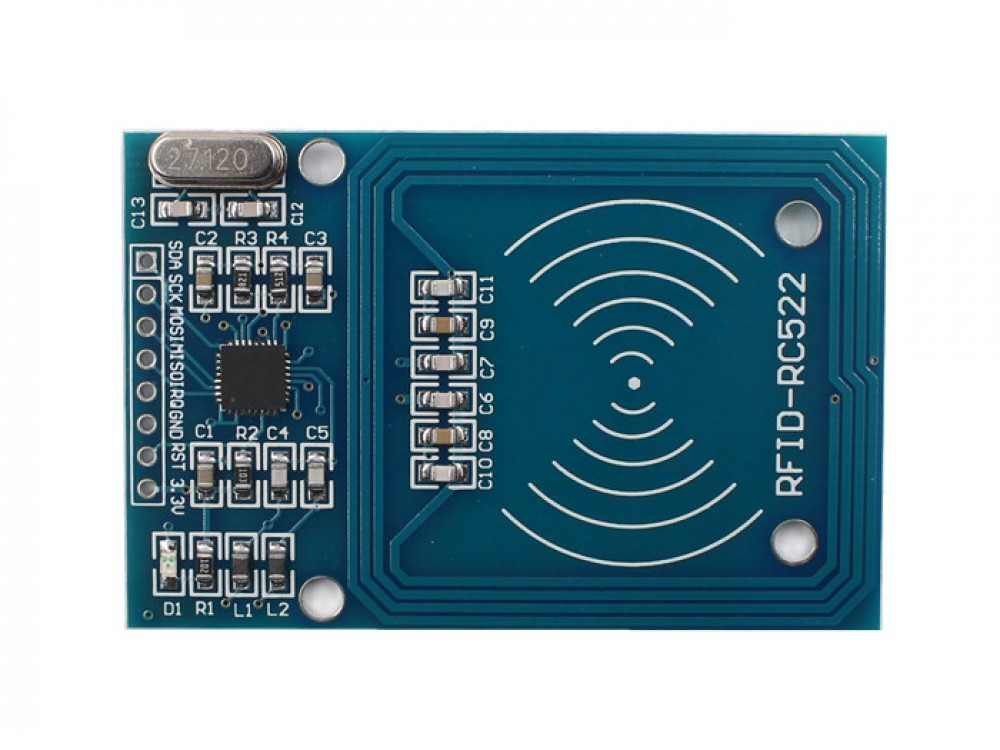 27.120
C13
C12
C2 R3 R4 C3
SDA SCK MOSI MISO IRQ GND RST 3.3V
C11
C9
C7
C6
C8
C10
C1 R2 C4 C5
D1 R1 L1 L2
RFID-RC522